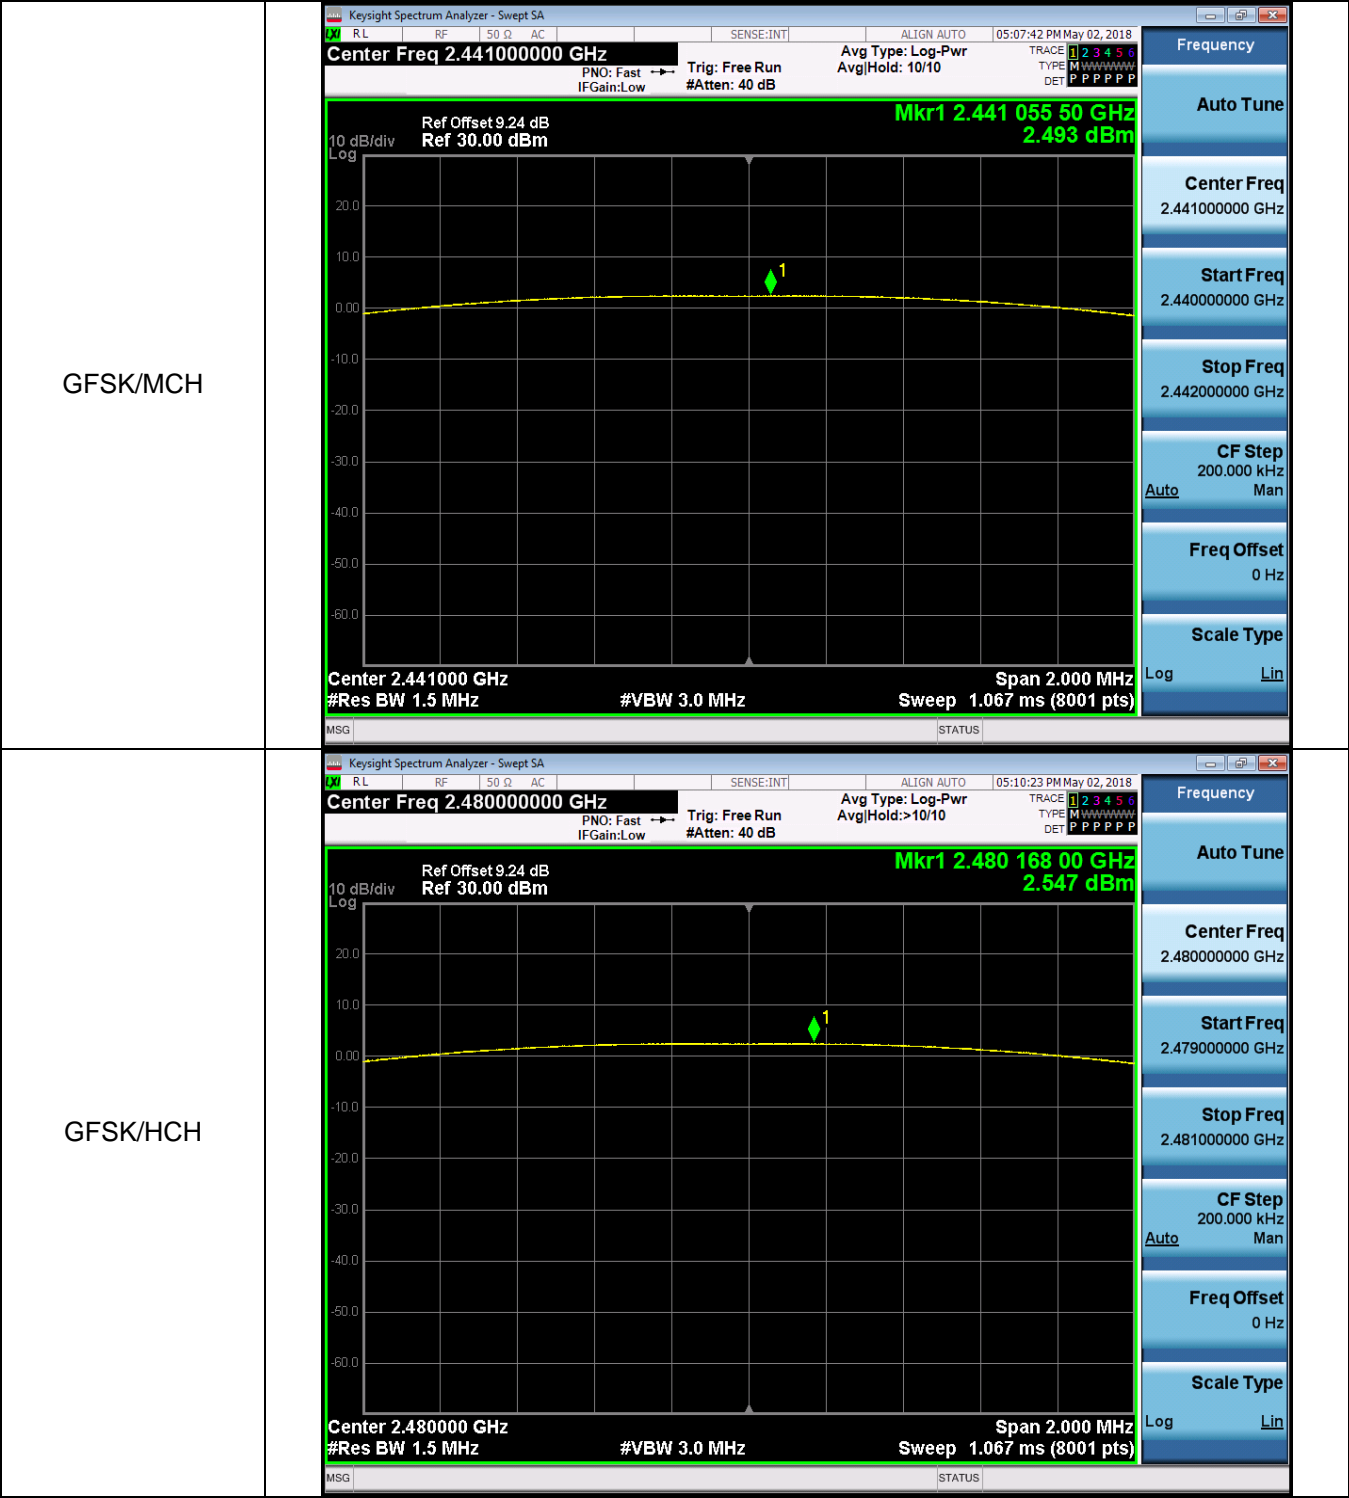 GFSK/MCH
Keysight Spectrum Analyzer - Swept SA
LXI RL RF 50 Ω AC SENSE:INT ALIGN AUTO 05:07:42 PM May 02, 2018
Center Freq 2.441000000 GHz
PNO: Fast
IFGain:Low
Trig: Free Run
#Atten: 40 dB
Avg Type: Log-Pwr
Avg|Hold: 10/10
TRACE 1 2 3 4 5 6
TYPE M W W W W W
DET P P P P P P
Mkr1 2.441 055 50 GHz
2.493 dBm
Ref Offset 9.24 dB
10 dB/div Ref 30.00 dBm
Log
20.0
10.0
1
0.00
-10.0
-20.0
-30.0
-40.0
-50.0
-60.0
Center 2.441000 GHz Span 2.000 MHz
#Res BW 1.5 MHz #VBW 3.0 MHz Sweep 1.067 ms (8001 pts)
MSG STATUS
Frequency
Auto Tune
Center Freq
2.441000000 GHz
Start Freq
2.440000000 GHz
Stop Freq
2.442000000 GHz
CF Step
200.000 kHz
Auto Man
Freq Offset
0 Hz
Scale Type
Log Lin
GFSK/HCH
Keysight Spectrum Analyzer - Swept SA
LXI RL RF 50 Ω AC SENSE:INT ALIGN AUTO 05:10:23 PM May 02, 2018
Center Freq 2.480000000 GHz
PNO: Fast
IFGain:Low
Trig: Free Run
#Atten: 40 dB
Avg Type: Log-Pwr
Avg|Hold:>10/10
TRACE 1 2 3 4 5 6
TYPE M W W W W W
DET P P P P P P
Mkr1 2.480 168 00 GHz
2.547 dBm
Ref Offset 9.24 dB
10 dB/div Ref 30.00 dBm
Log
20.0
10.0
1
0.00
-10.0
-20.0
-30.0
-40.0
-50.0
-60.0
Center 2.480000 GHz Span 2.000 MHz
#Res BW 1.5 MHz #VBW 3.0 MHz Sweep 1.067 ms (8001 pts)
MSG STATUS
Frequency
Auto Tune
Center Freq
2.480000000 GHz
Start Freq
2.479000000 GHz
Stop Freq
2.481000000 GHz
CF Step
200.000 kHz
Auto Man
Freq Offset
0 Hz
Scale Type
Log Lin